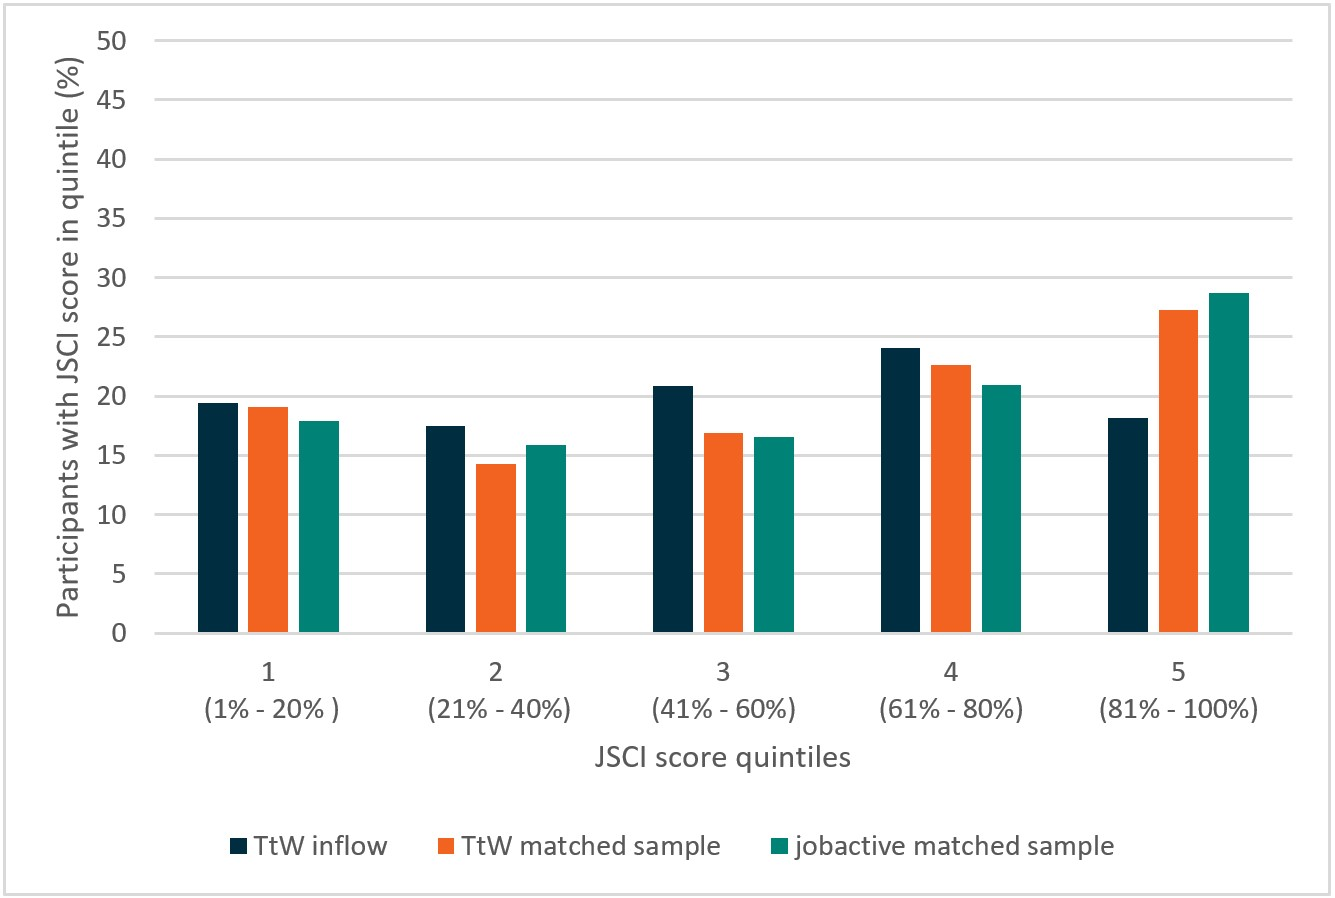 Participants with JSCI score in quintile (%)
50
45
40
35
30
25
20
15
10
5
0
1 2 3 4 5
(1% - 20% ) (21% - 40%) (41% - 60%) (61% - 80%) (81% - 100%)
JSCI score quintiles
TtW inflow TtW matched sample jobactive matched sample